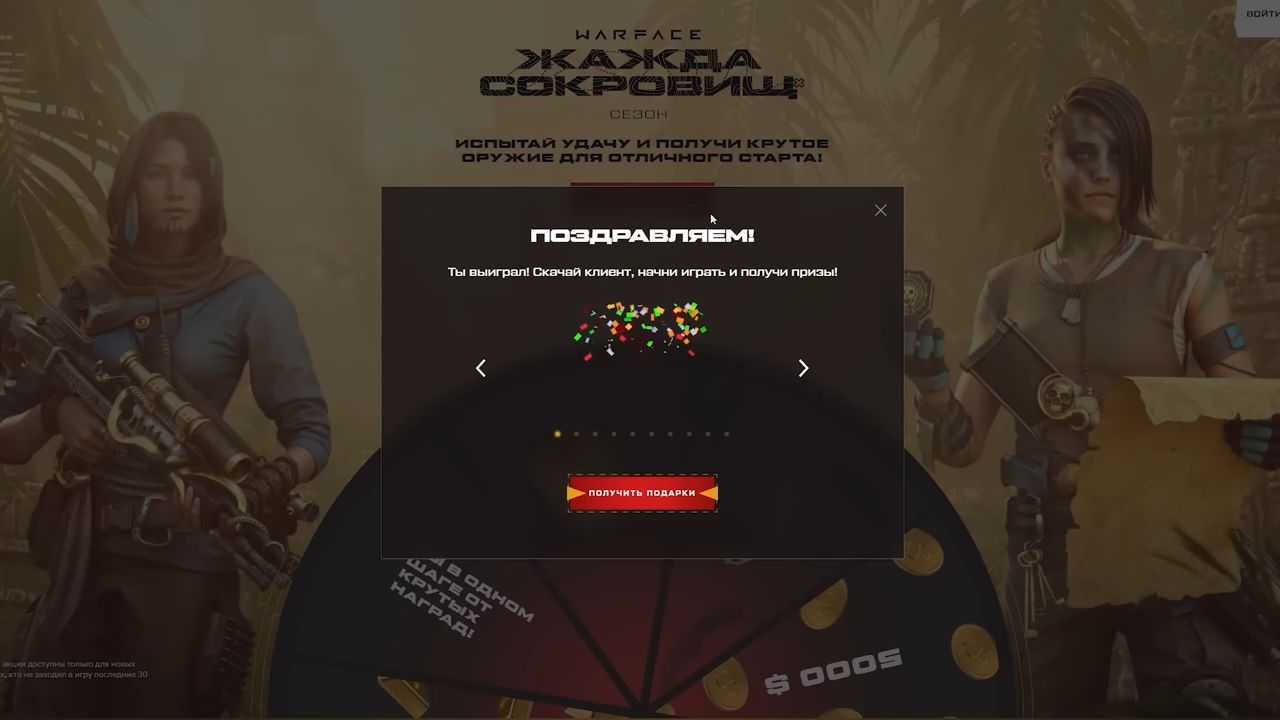 ВОЙТИ
WARFACE
ЖАЖДА
СОКРОВИЩ
СЕЗОН
ИСПЫТАЙ УДАЧУ И ПОЛУЧИ КРУТОЕ
ОРУЖИЕ ДЛЯ ОТЛИЧНОГО СТАРТА!
ПОЗДРАВЛЯЕМ!
Ты выиграл! Скачай клиент, начни играть и получи призы!
ПОЛУЧИТЬ ПОДАРКИ
В ОДНОМ
ШАГЕ ОТ
КРУТЫХ
НАГРАД!
5000 $
акции доступны только для новых
кто не заходил в игру последние 30